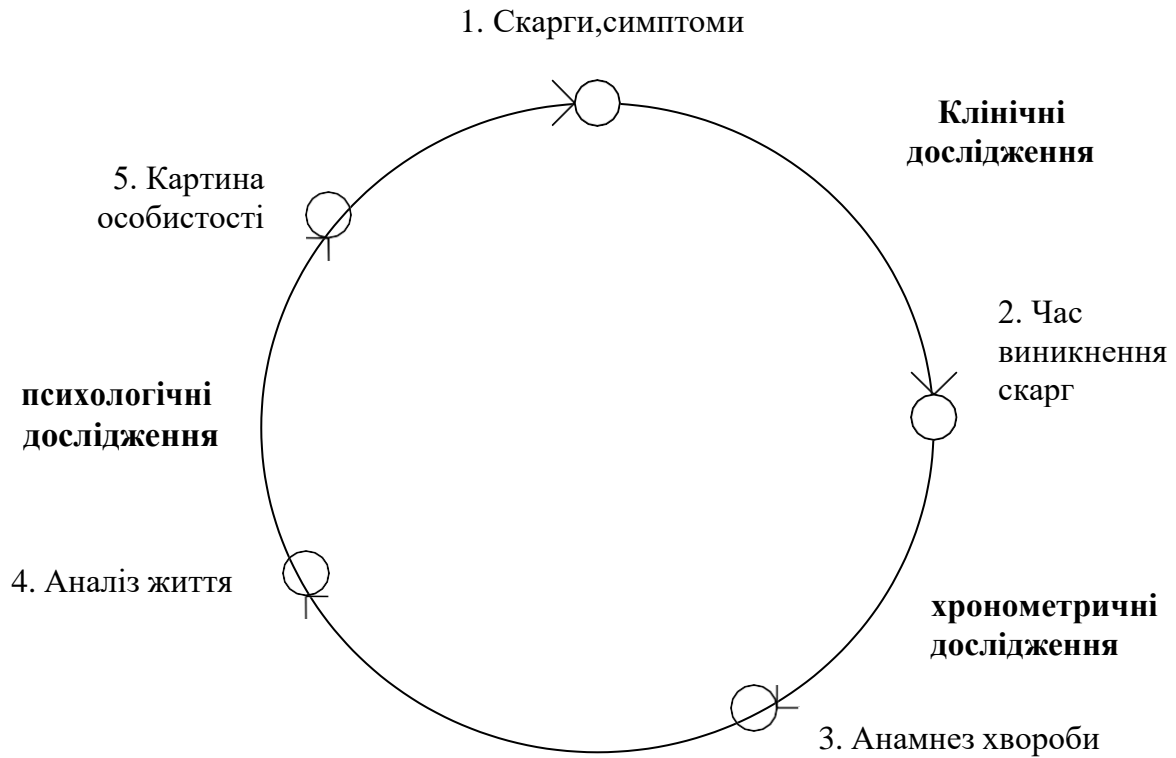 1. Скарги,симптоми
Клінічні
дослідження
5. Картина
особистості
2. Час
виникнення
скарг
психологічні
дослідження
4. Аналіз життя
хронометричні
дослідження
3. Анамнез хвороби